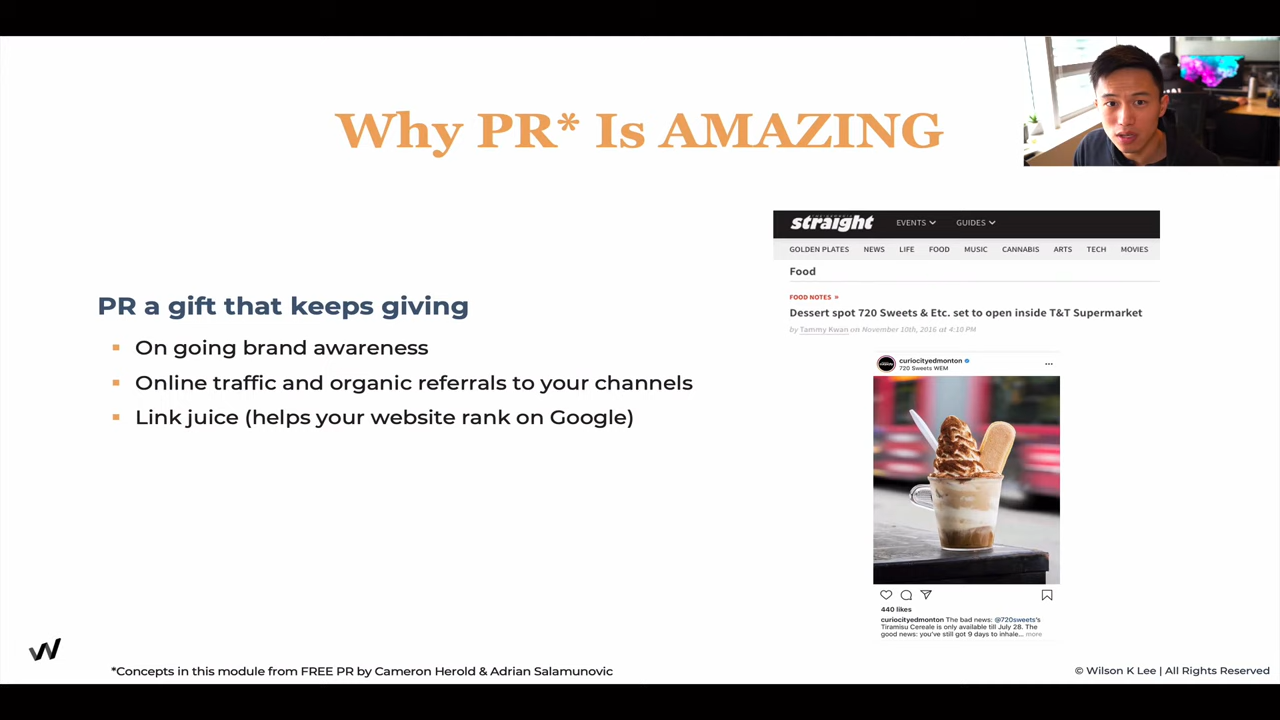 Why PR* Is AMAZING
PR a gift that keeps giving
On going brand awareness
Online traffic and organic referrals to your channels
Link juice (helps your website rank on Google)
straight
EVENTS
GUIDES
GOLDEN PLATES NEWS LIFE FOOD MUSIC CANNABIS ARTS TECH MOVIES
Food
FOOD NOTES »
Dessert spot 720 Sweets & Etc. set to open inside T&T Supermarket
by Tammy Kwan on November 10th, 2016 at 4:10 PM
curiocityedmonton
720 Sweets WEM
440 likes
curiocityedmonton The bad news: @720sweets's
Tiramisu Cereale is only available till July 28. The
good news: you've still got 9 days to inhale... more
*Concepts in this module from FREE PR by Cameron Herold & Adrian Salamunovic
© Wilson K Lee | All Rights Reserved